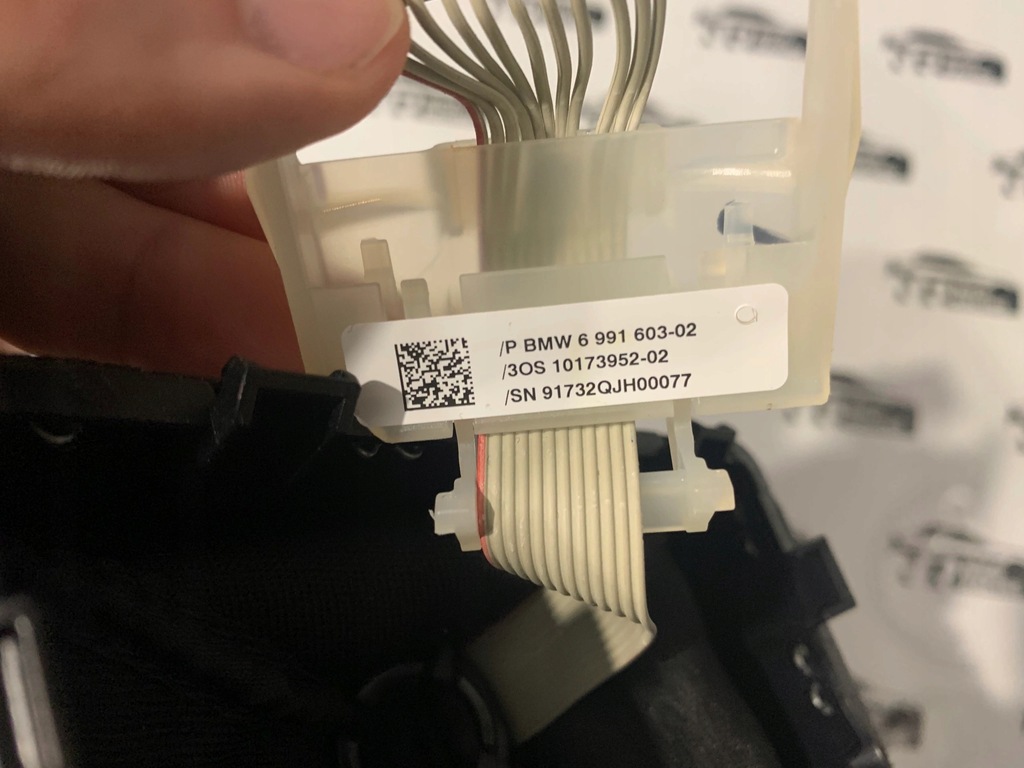 /P BMW 6 991 603-02
/3OS 10173952-02
/SN 91732QJH00077